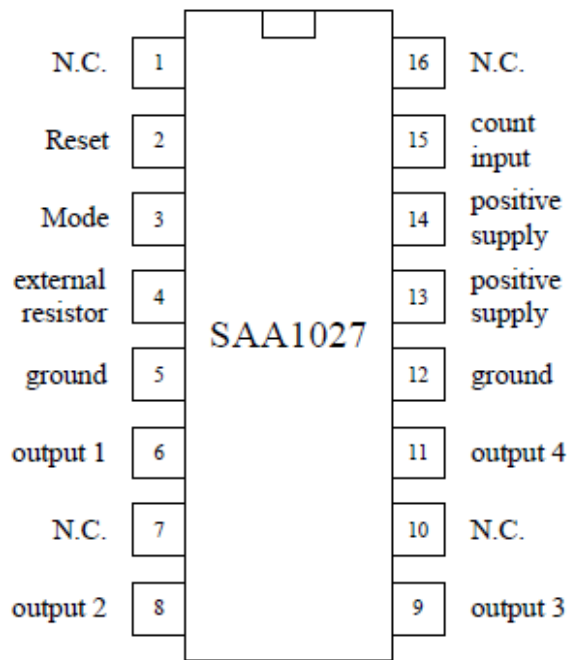 N.C. 1 16 N.C.
Reset 2 15 count
input
Mode 3 14 positive
supply
external
resistor 4 13 positive
supply
SAA1027
ground 5 12 ground
output 1 6 11 output 4
N.C. 7 10 N.C.
output 2 8 9 output 3